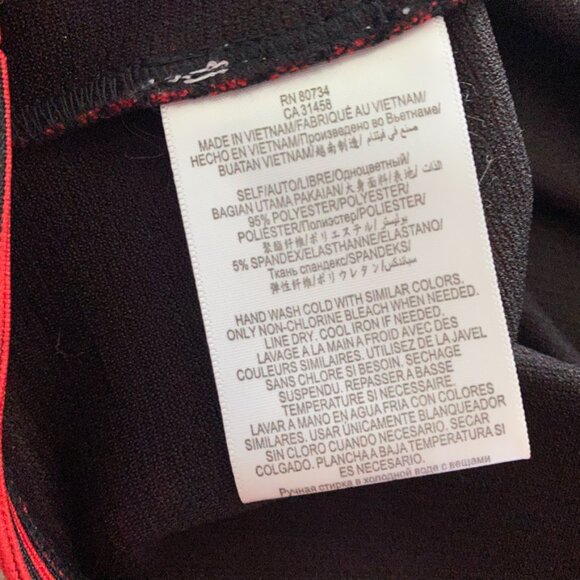 RN 80734
CA 31458
MADE IN VIETNAM/FABRIQUÉ AU VIETNAM/
HECHO EN VIETNAM/Произведено во Вьетнаме/
BUATAN VIETNAM/越南制造/ صنع في فيتنام
SELF/AUTO/LIBRE/Одноцветный/
BAGIAN UTAMA PAKAIAN/大身面料/表地/ الذات
95% POLYESTER/POLYESTER/
POLIÉSTER/Полиэстер/POLIESTER/
聚酯纤维/ポリエステル/بوليستر
5% SPANDEX/ELASTHANNE/ELASTANO/
Ткань спандекс/SPANDEKS/
弹性纤维/ポリウレタン/سباندكس
HAND WASH COLD WITH SIMILAR COLORS.
ONLY NON-CHLORINE BLEACH WHEN NEEDED.
LINE DRY. COOL IRON IF NEEDED.
LAVAGE A LA MAIN A FROID AVEC DES
COULEURS SIMILAIRES. UTILISEZ DE LA JAVEL
SANS CHLORE SI BESOIN. SECHAGE
SUSPENDU. REPASSER A BASSE
TEMPERATURE SI NECESSAIRE
LAVAR A MANO EN AGUA FRIA CON COLORES
SIMILARES. USAR ÚNICAMENTE BLANQUEADOR
SIN CLORO CUANDO NECESARIO. SECAR
COLGADO. PLANCHA A BAJA TEMPERATURA SI
ES NECESARIO.
Ручная стирка в холодной воде с вещами